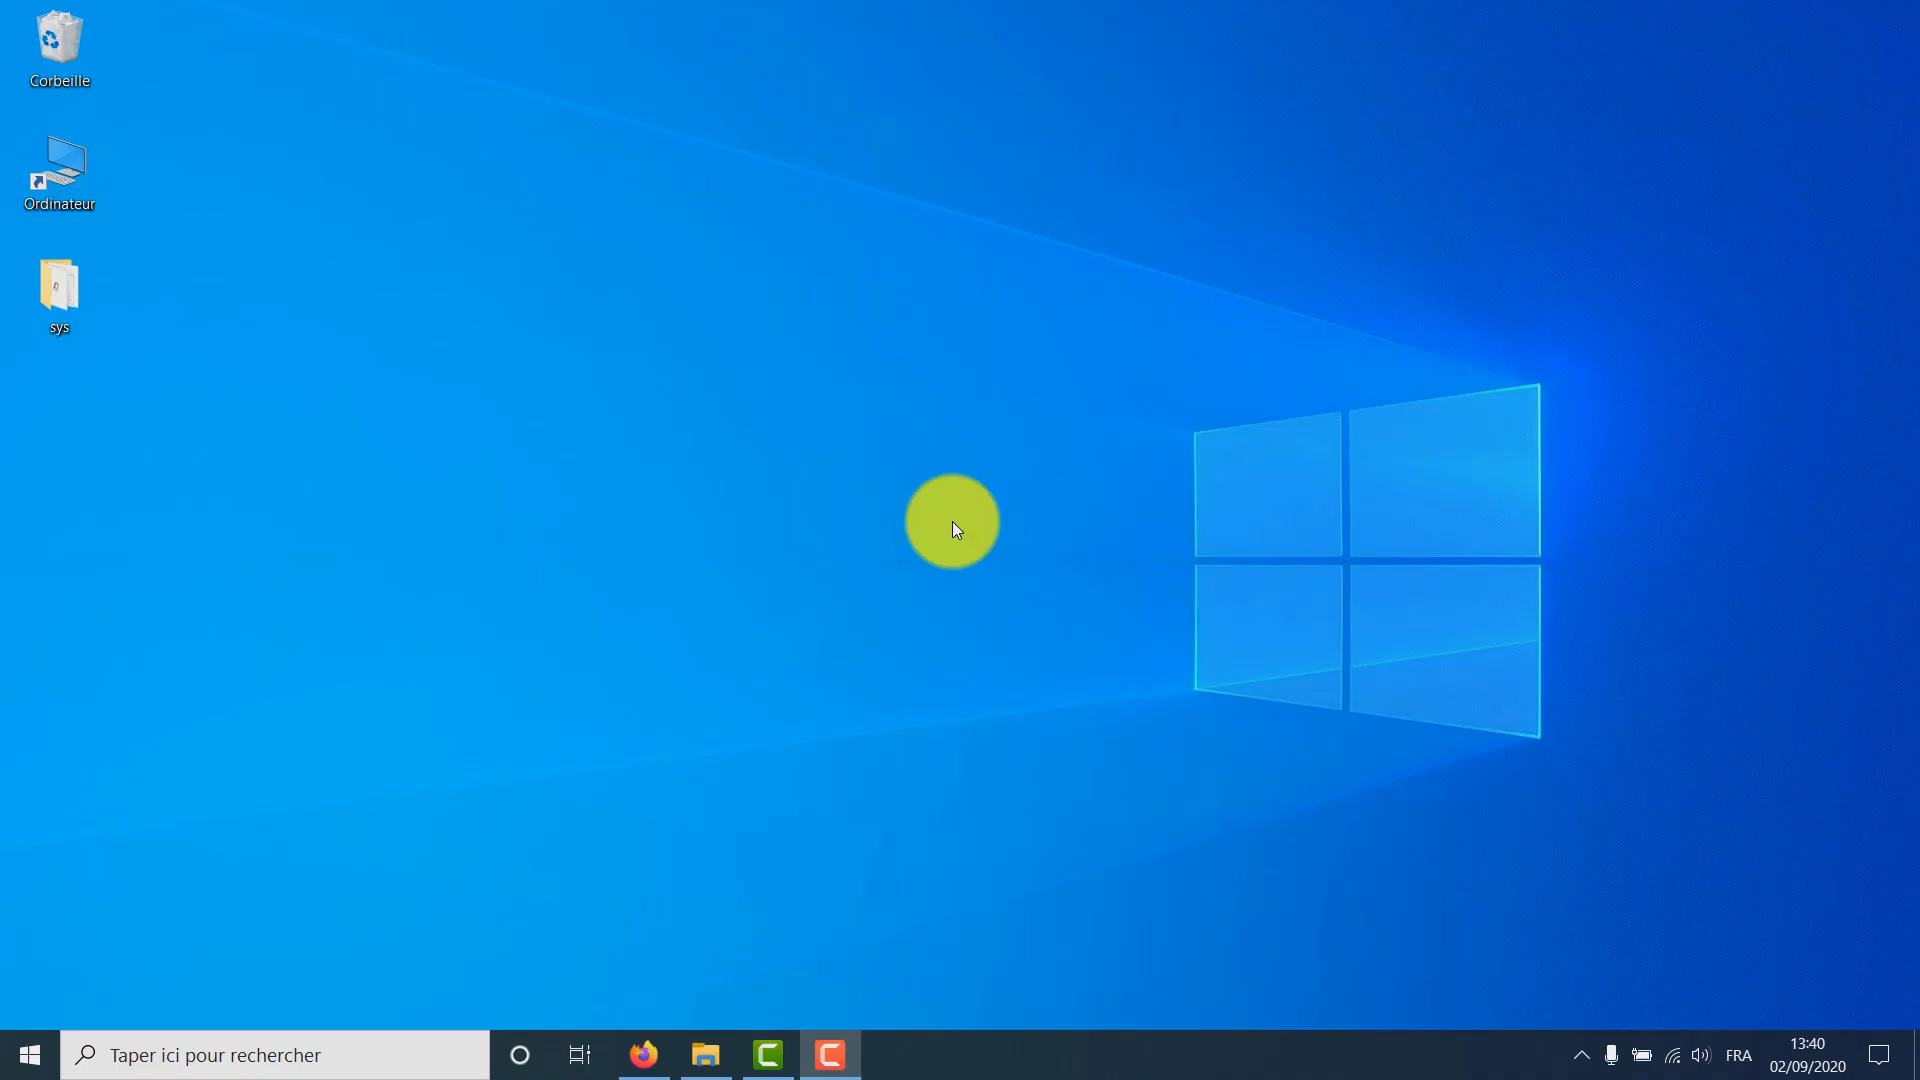 Corbeille
Ordinateur
sys
Taper ici pour rechercher
FRA
13:40
02/09/2020